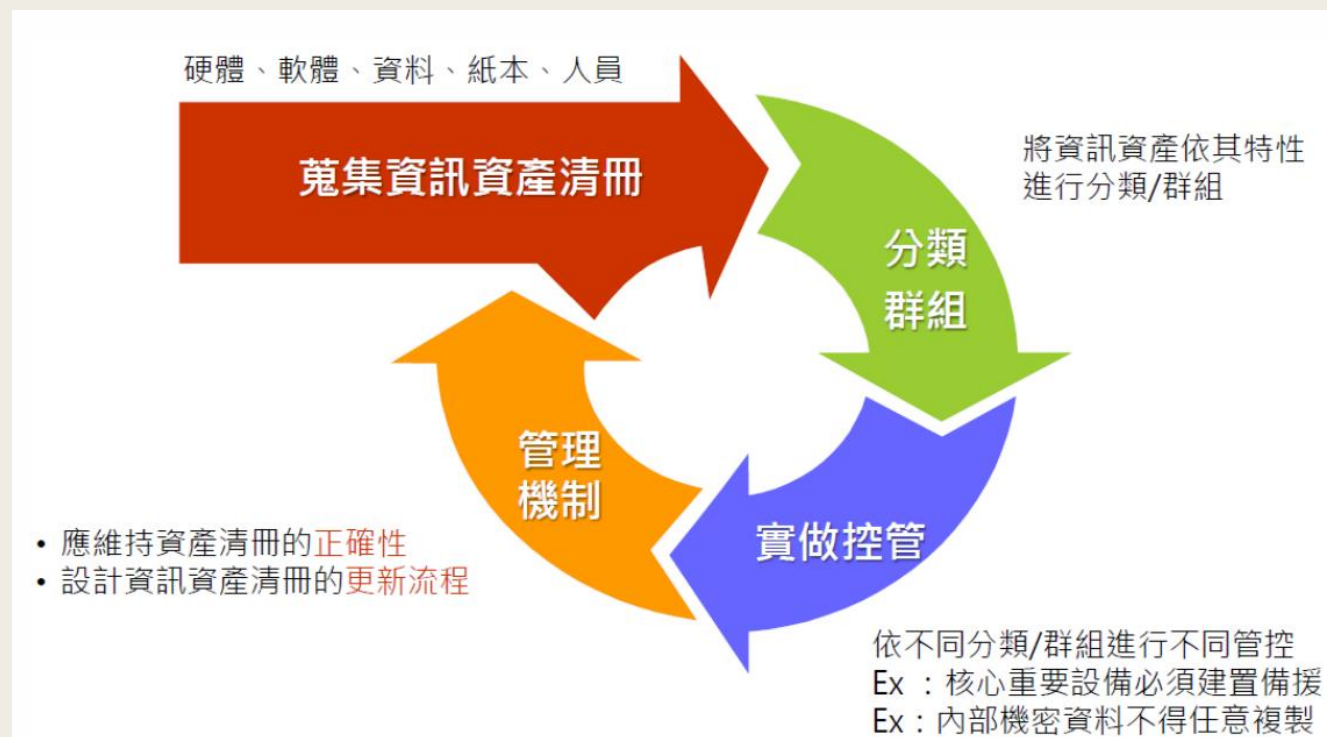 硬體、軟體、資料、紙本、人員
蒐集資訊資產清冊
將資訊資產依其特性
進行分類/群組
分類
群組
實做控管
依不同分類/群組進行不同管控
Ex ：核心重要設備必須建置備援
Ex：內部機密資料不得任意複製
管理
機制
• 應維持資產清冊的正確性
• 設計資訊資產清冊的更新流程